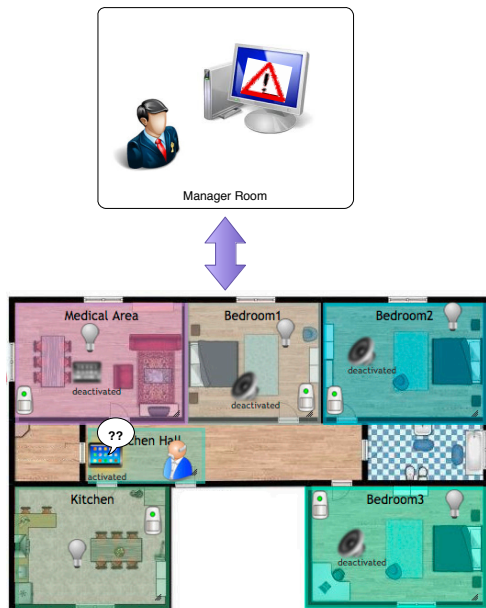 Manager Room
Medical Area
Bedroom1
Bedroom2
deactivated
deactivated
deactivated
??
chen Hall
activated
Kitchen
Bedroom3
deactivated